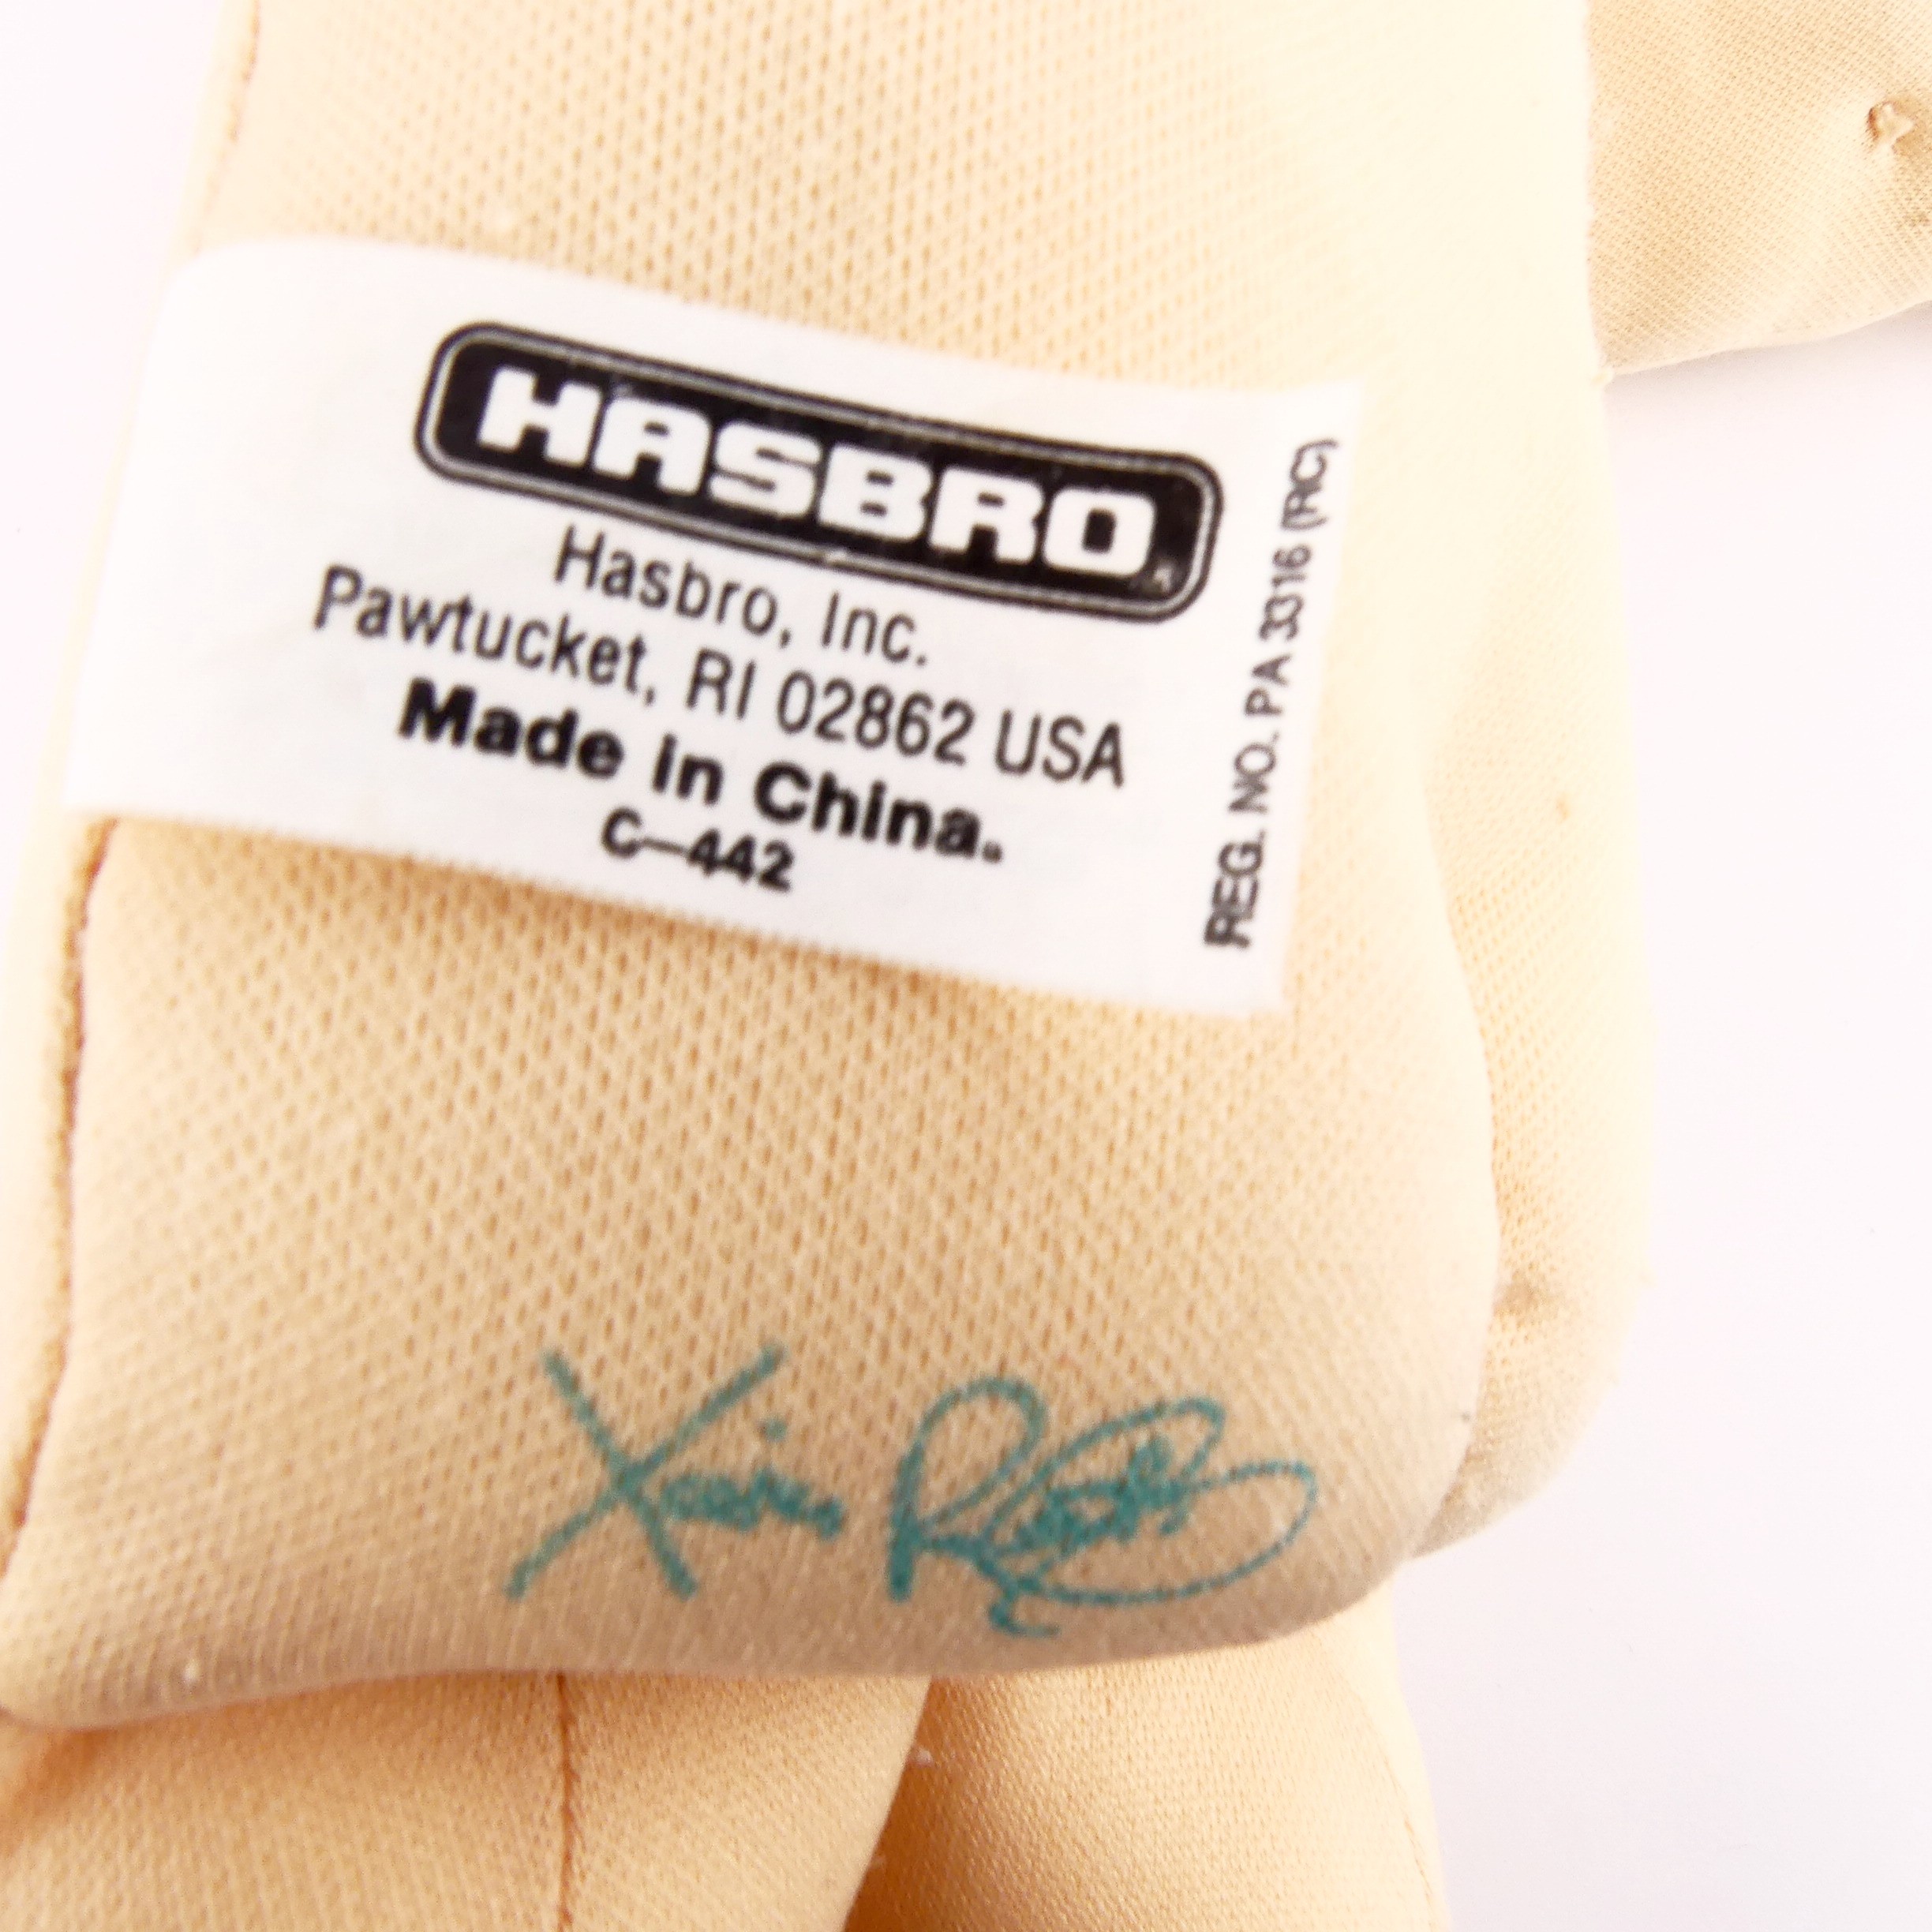 HASBRO
Hasbro, Inc.
Pawtucket, RI 02862 USA
Made in China.
C-442
REG. NO. PA 3316 (RC)